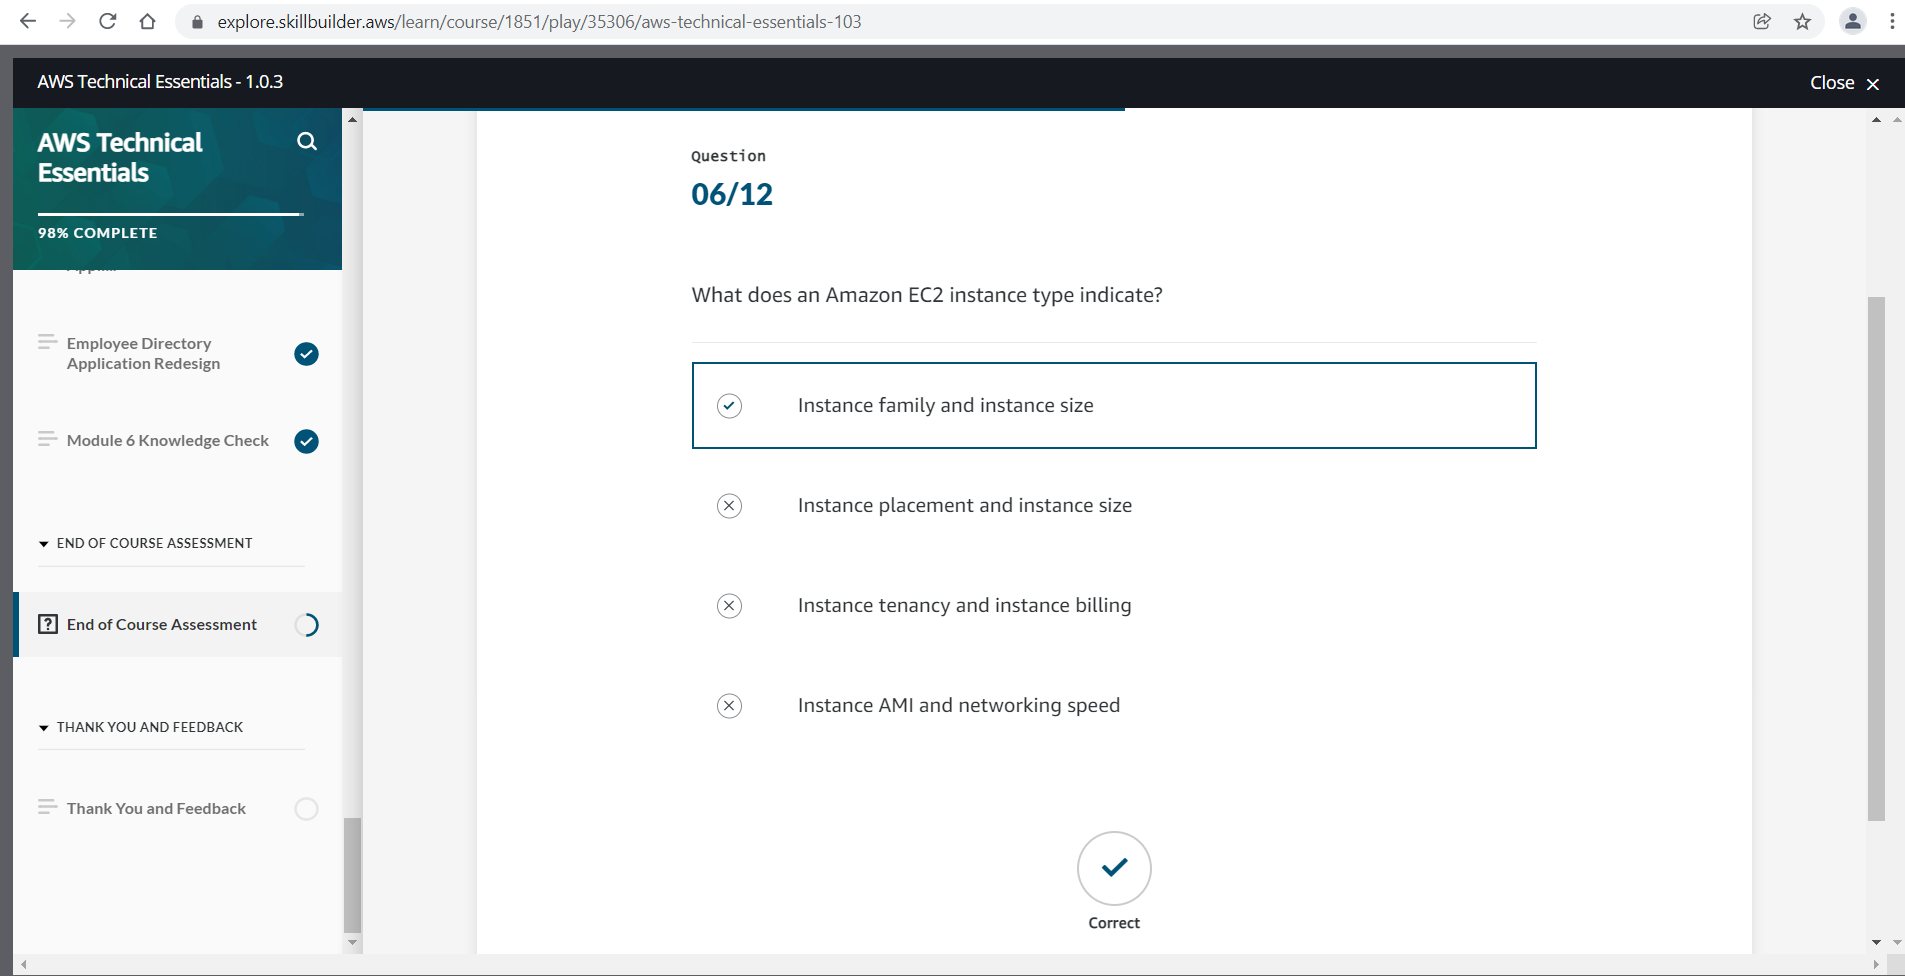 explore.skillbuilder.aws/learn/course/1851/play/35306/aws-technical-essentials-103
AWS Technical Essentials - 1.0.3
Close
AWS Technical
Essentials
98% COMPLETE
Employee Directory
Application Redesign
Module 6 Knowledge Check
END OF COURSE ASSESSMENT
End of Course Assessment
THANK YOU AND FEEDBACK
Thank You and Feedback
Question
06/12
What does an Amazon EC2 instance type indicate?
Instance family and instance size
Instance placement and instance size
Instance tenancy and instance billing
Instance AMI and networking speed
Correct